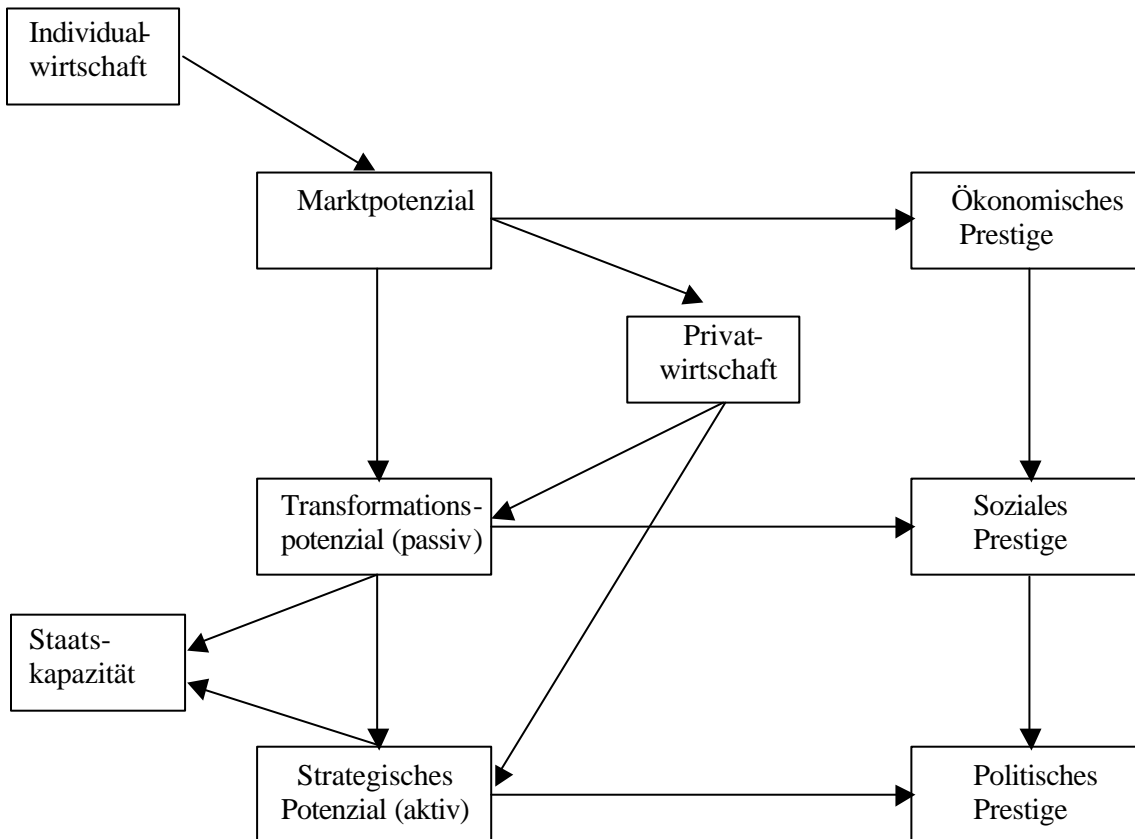 Individual-
wirtschaft
Marktpotenzial
Ökonomisches
Prestige
Privat-
wirtschaft
Transformations-
potenzial (passiv)
Soziales
Prestige
Staats-
kapazität
Strategisches
Potenzial (aktiv)
Politisches
Prestige